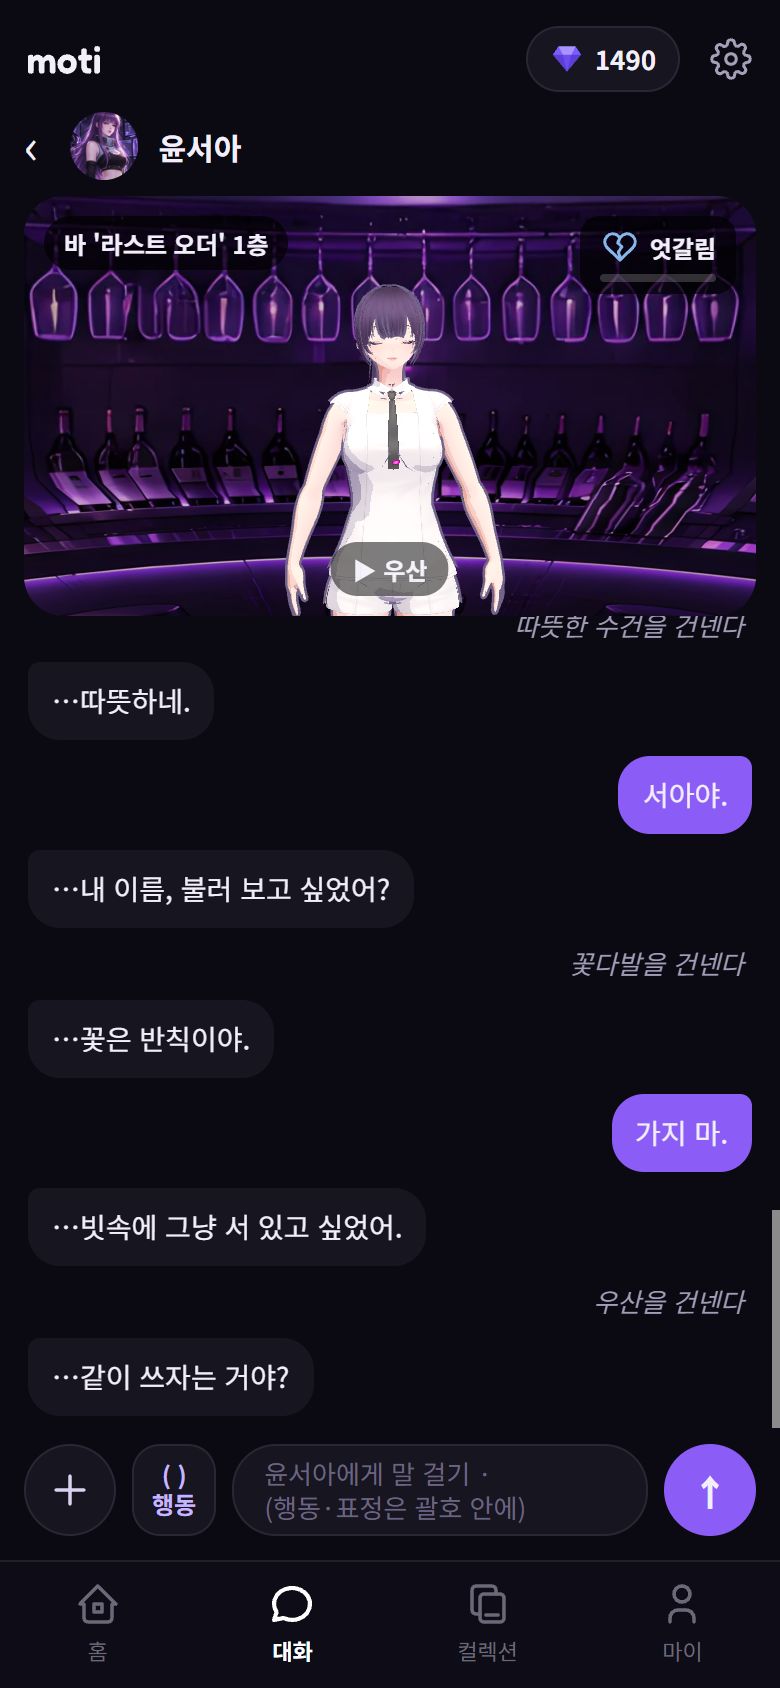 moti
1490
윤서아
바 '라스트 오더' 1층
엇갈림
▶ 우산
따뜻한 수건을 건넨다
…따뜻하네.
서아야.
…내 이름, 불러 보고 싶었어?
꽃다발을 건넨다
…꽃은 반칙이야.
가지 마.
…빗속에 그냥 서 있고 싶었어.
우산을 건넨다
…같이 쓰자는 거야?
( )
행동
윤서아에게 말 걸기 ·
(행동·표정은 괄호 안에)
홈
대화
컬렉션
마이